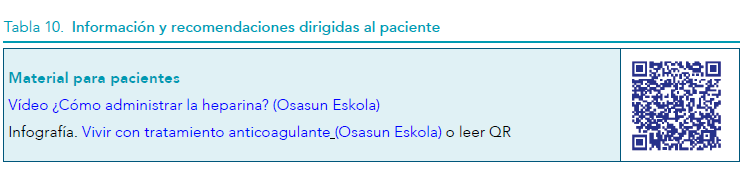 Tabla 10. Información y recomendaciones dirigidas al paciente
Material para pacientes
Vídeo ¿Cómo administrar la heparina? (Osasun Eskola)
Infografía. Vivir con tratamiento anticoagulante (Osasun Eskola) o leer QR